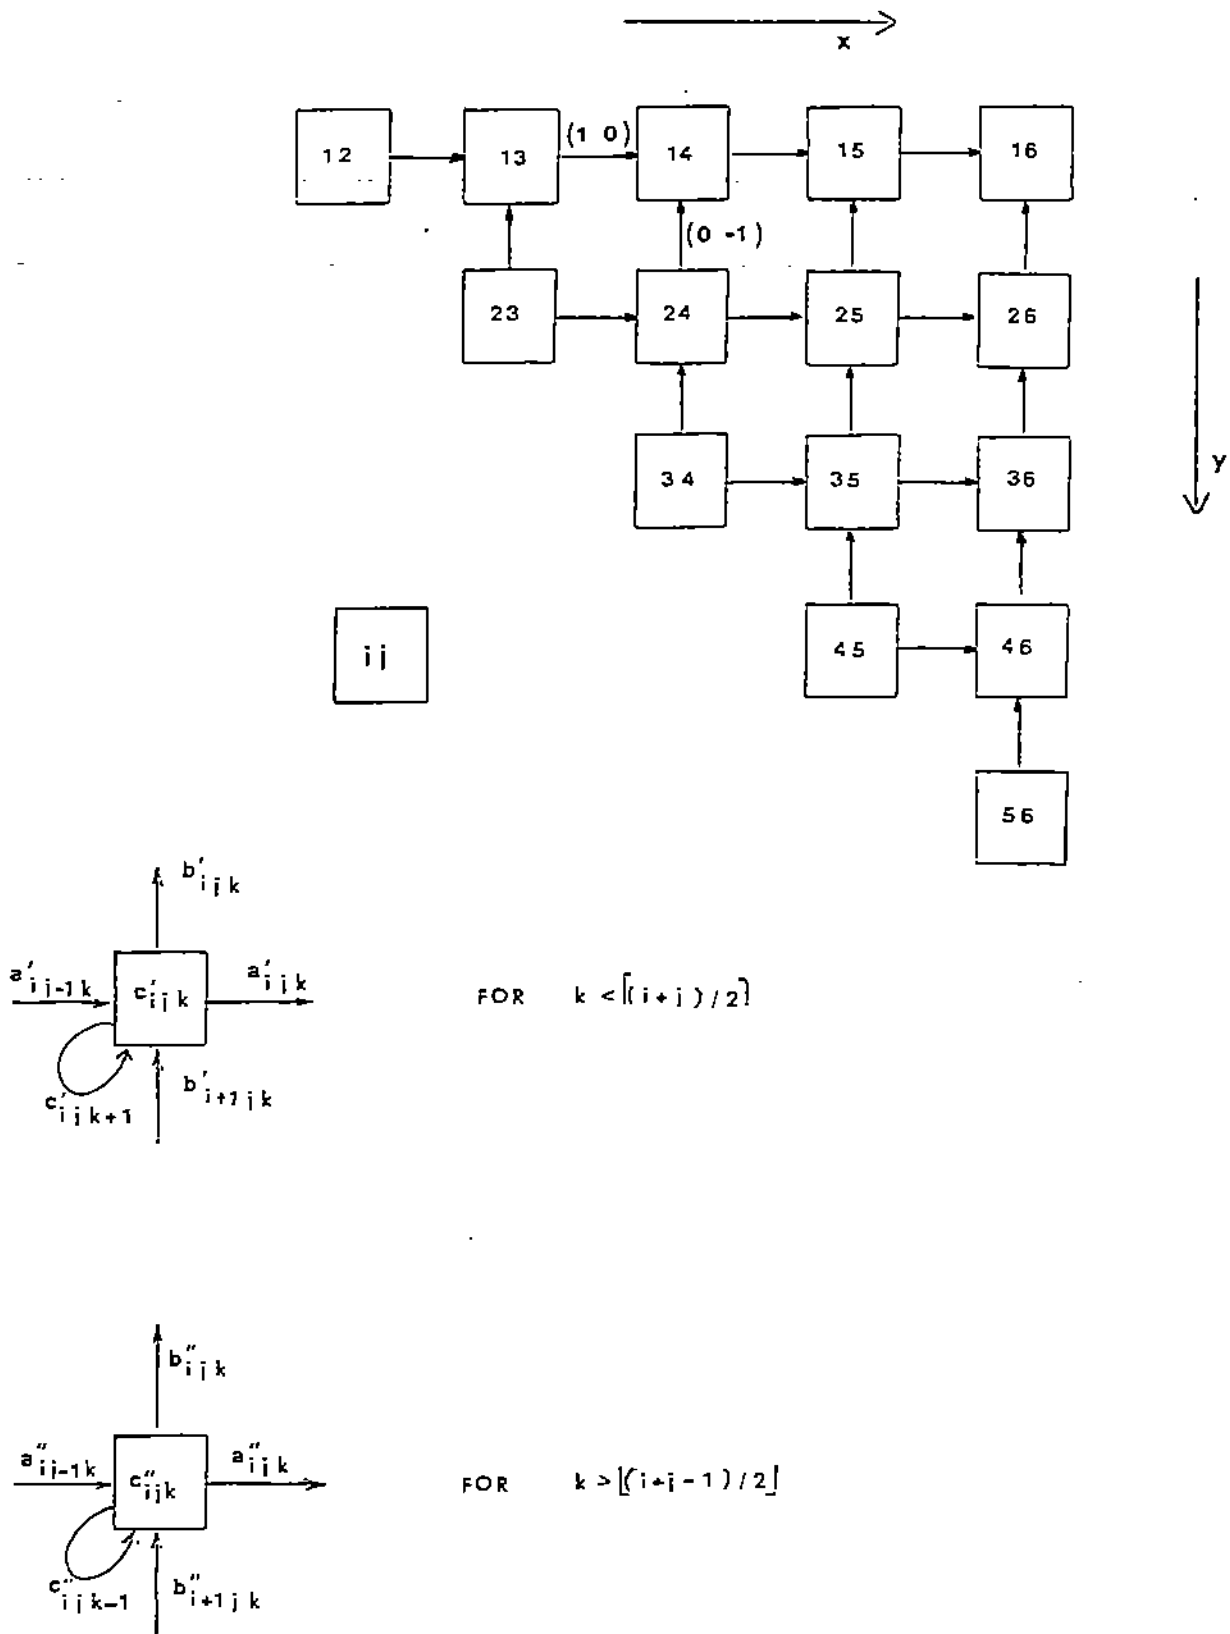 x
12 13 (1 0) 14 15 16
(0 -1)
23 24 25 26
34 35 36
y
45 46
ij
56
b′ijk
a′ij-1k c′ijk a′ijk FOR k < ⌈(i+j)/2⌉
c′ijk+1 b′i+1jk
b″ijk
a″ij-1k c″ijk a″ijk FOR k > ⌊(i+j-1)/2⌋
c″ijk-1 b″i+1jk